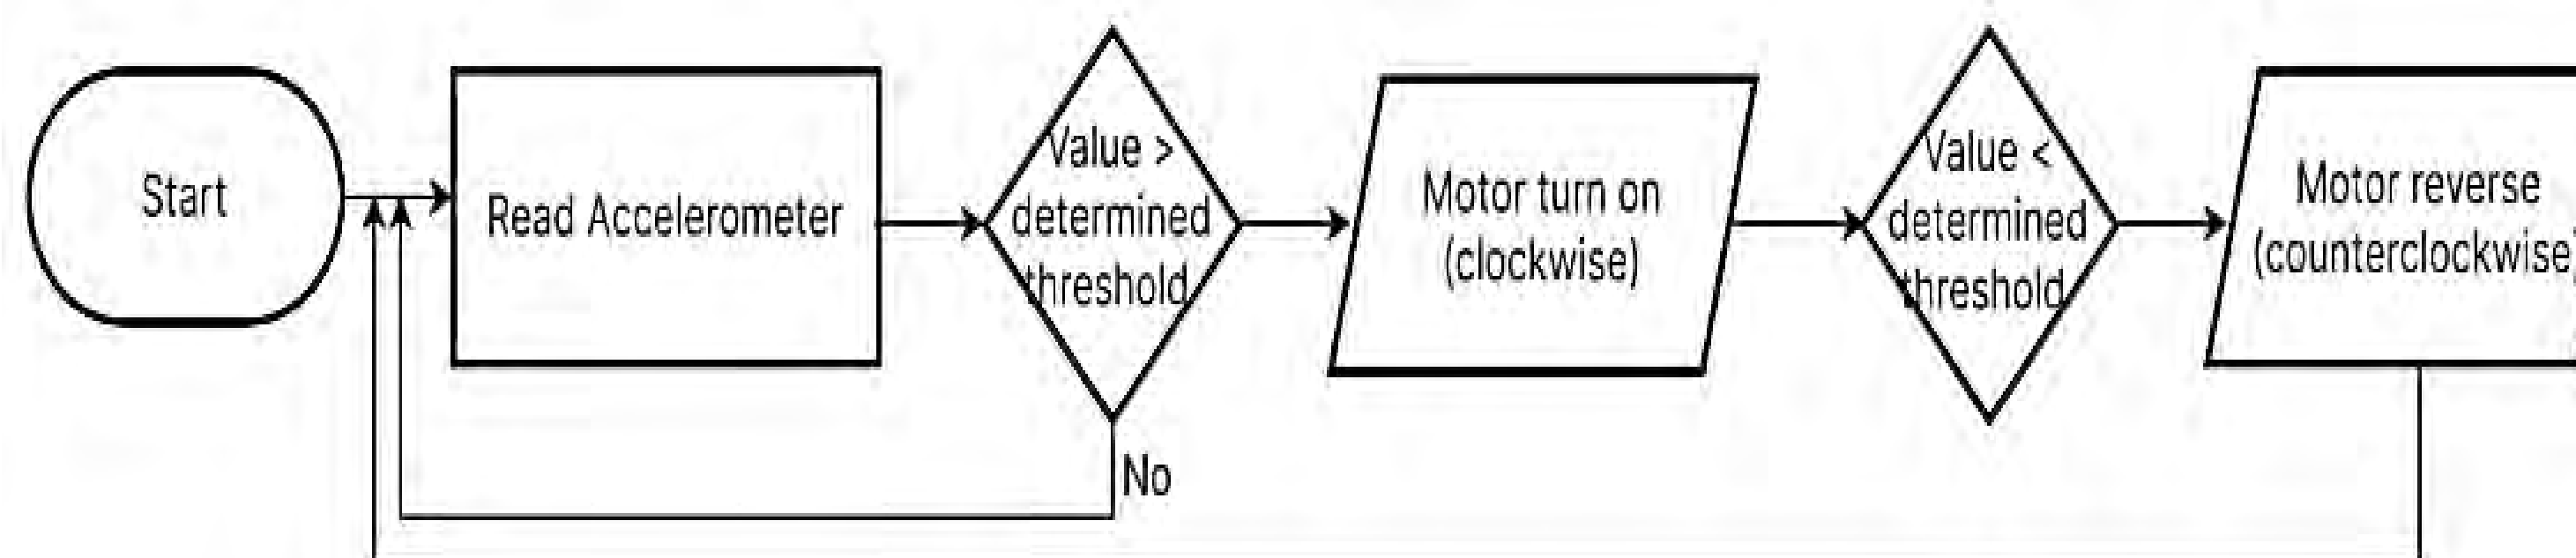 Start
Read Accelerometer
Value >
determined
threshold
No
Motor turn on
(clockwise)
Value <
determined
threshold
Motor reverse
(counterclockwise)